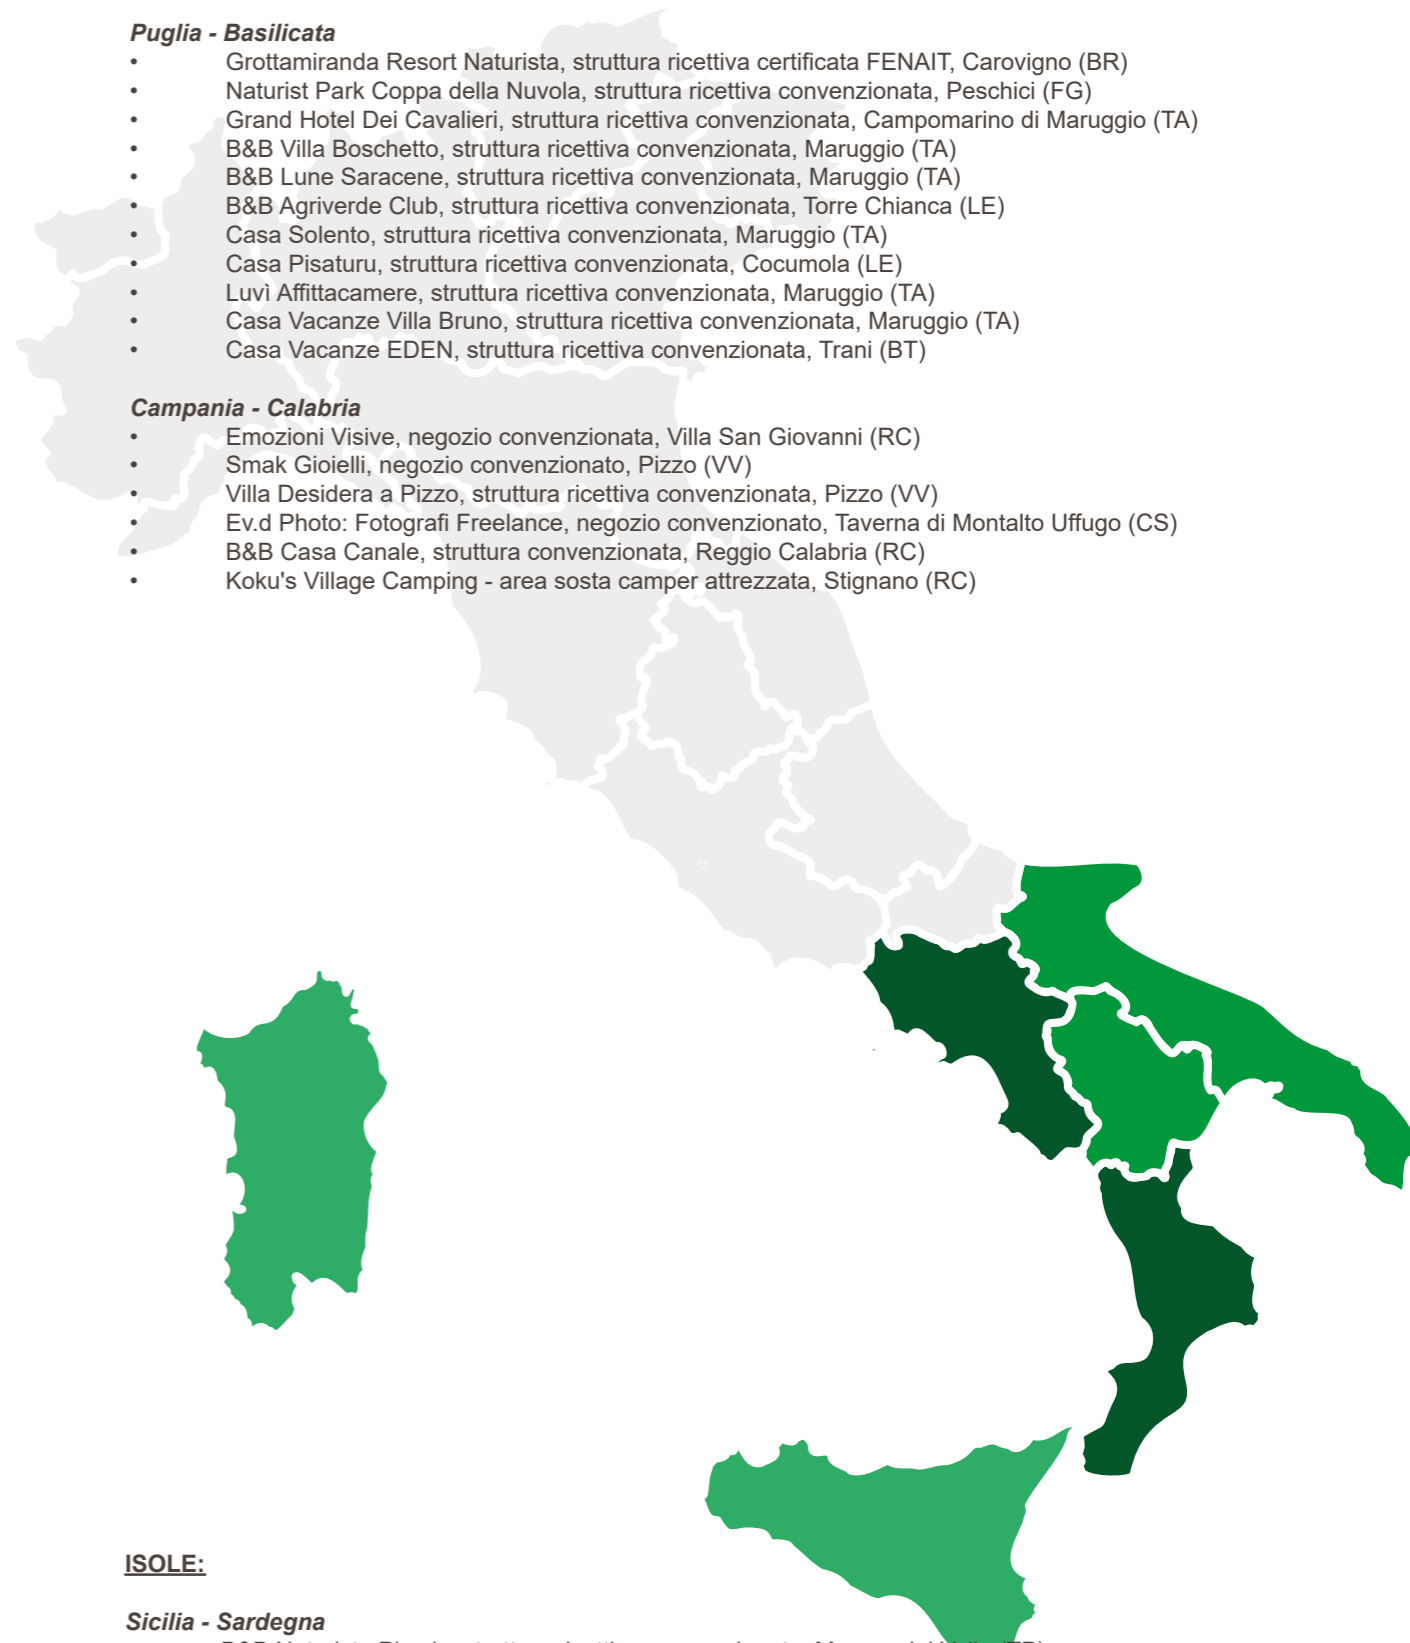 Puglia - Basilicata
• Grottamiranda Resort Naturista, struttura ricettiva certificata FENAIT, Carovigno (BR)
• Naturist Park Coppa della Nuvola, struttura ricettiva convenzionata, Peschici (FG)
• Grand Hotel Dei Cavalieri, struttura ricettiva convenzionata, Campomarino di Maruggio (TA)
• B&B Villa Boschetto, struttura ricettiva convenzionata, Maruggio (TA)
• B&B Lune Saracene, struttura ricettiva convenzionata, Maruggio (TA)
• B&B Agriverde Club, struttura ricettiva convenzionata, Torre Chianca (LE)
• Casa Solento, struttura ricettiva convenzionata, Maruggio (TA)
• Casa Pisaturu, struttura ricettiva convenzionata, Cocumola (LE)
• Luvì Affittacamere, struttura ricettiva convenzionata, Maruggio (TA)
• Casa Vacanze Villa Bruno, struttura ricettiva convenzionata, Maruggio (TA)
• Casa Vacanze EDEN, struttura ricettiva convenzionata, Trani (BT)
Campania - Calabria
• Emozioni Visive, negozio convenzionata, Villa San Giovanni (RC)
• Smak Gioielli, negozio convenzionato, Pizzo (VV)
• Villa Desidera a Pizzo, struttura ricettiva convenzionata, Pizzo (VV)
• Ev.d Photo: Fotografi Freelance, negozio convenzionato, Taverna di Montalto Uffugo (CS)
• B&B Casa Canale, struttura convenzionata, Reggio Calabria (RC)
• Koku's Village Camping - area sosta camper attrezzata, Stignano (RC)
ISOLE:
Sicilia - Sardegna